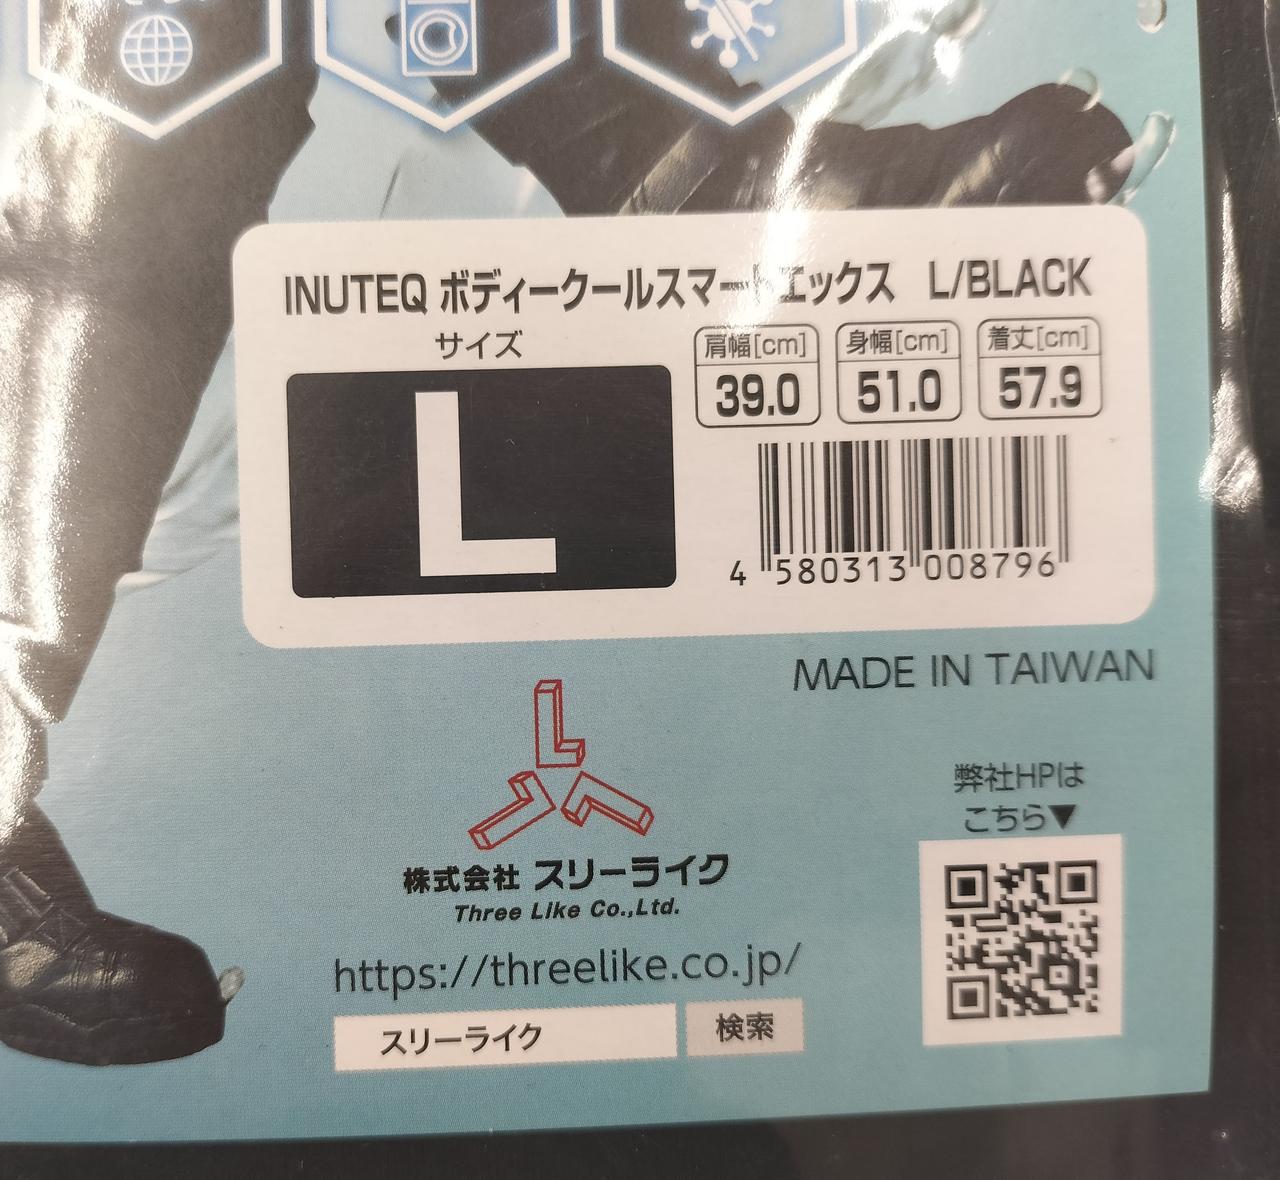 INUTEQ ボディークールスマートエックス L/BLACK
サイズ
L
肩幅[cm] 身幅[cm] 着丈[cm]
39.0 51.0 57.9
4 580313 008796
MADE IN TAIWAN
弊社HPは
こちら▼
株式会社 スリーライク
Three Like Co.,Ltd.
https://threelike.co.jp/
スリーライク 検索